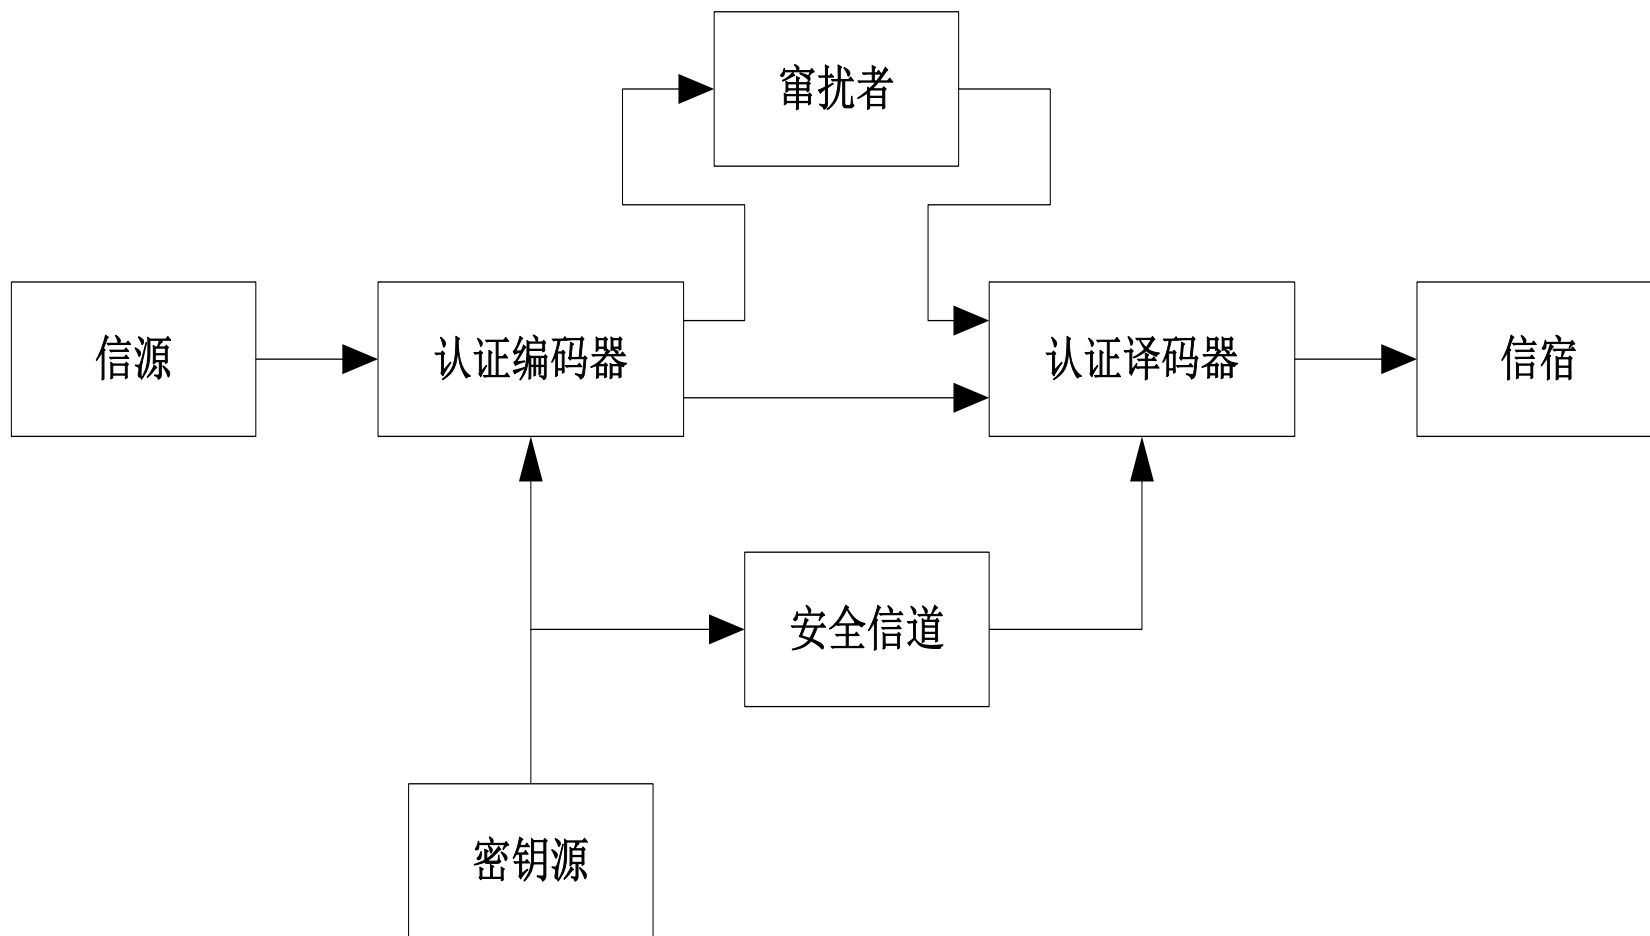 窜扰者
信源
认证编码器
认证译码器
信宿
安全信道
密钥源